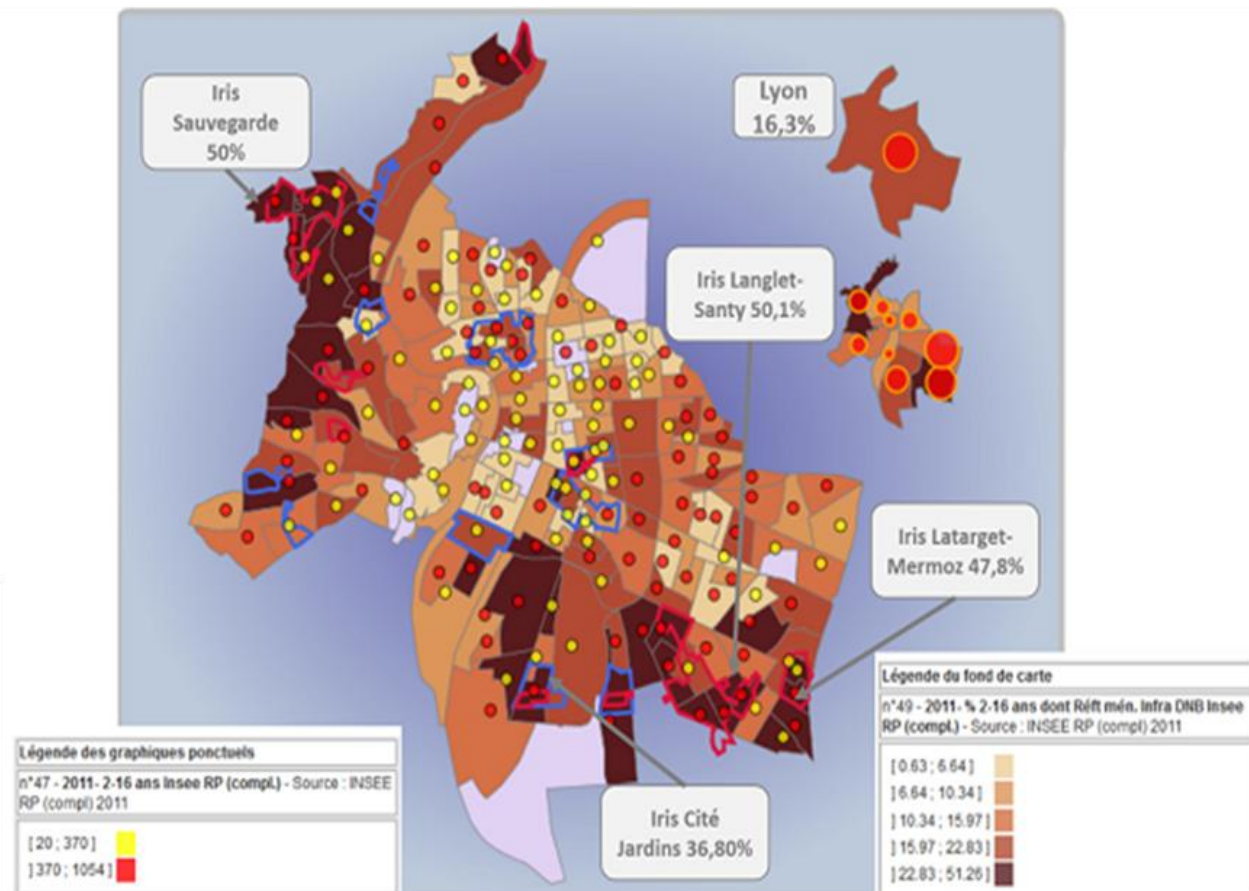 Iris
Sauvegarde
50%
Lyon
16,3%
Iris Langlet-
Santy 50,1%
Iris Latarget-
Mermoz 47,8%
Iris Cité
Jardins 36,80%
Légende des graphiques ponctuels
n°47 - 2011- 2-16 ans Insee RP (compl.) - Source : INSEE
RP (compl) 2011
[ 20 ; 370 ]
] 370 ; 1054 ]
Légende du fond de carte
n°49 - 2011- % 2-16 ans dont Réft mén. Infra DNB Insee
RP (compl.) - Source : INSEE RP (compl) 2011
[ 0.63 ; 6.64 ]
] 6.64 ; 10.34 ]
] 10.34 ; 15.97 ]
] 15.97 ; 22.83 ]
] 22.83 ; 51.26 ]